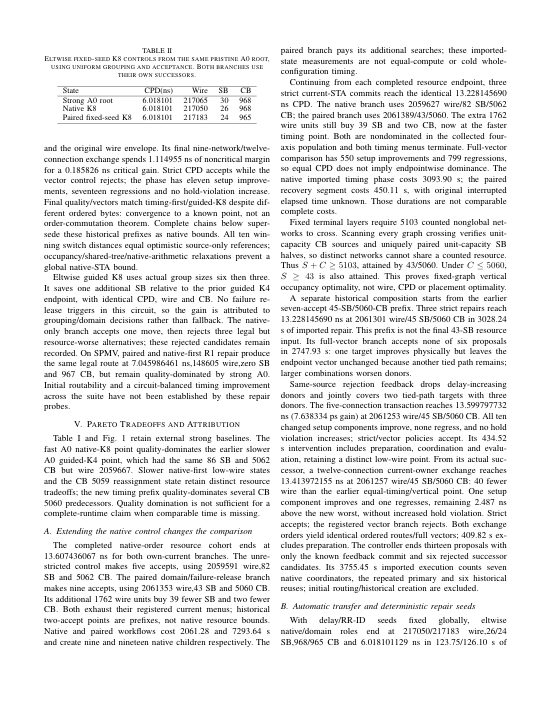 TABLE II
ELTWISE FIXED-SEED K8 CONTROLS FROM THE SAME PRISTINE A0 ROOT,
USING UNIFORM GROUPING AND ACCEPTANCE. BOTH BRANCHES USE
THEIR OWN SUCCESSORS.
State CPD(ns) Wire SB CB
Strong A0 root 6.018101 217065 30 968
Native K8 6.018101 217050 26 968
Paired fixed-seed K8 6.018101 217183 24 965
and the original wire envelope. Its final nine-network/twelve-
connection exchange spends 1.114955 ns of noncritical margin
for a 0.185826 ns critical gain. Strict CPD accepts while the
vector control rejects; the phase has eleven setup improve-
ments, seventeen regressions and no hold-violation increase.
Final quality/vectors match timing-first/guided-K8 despite dif-
ferent ordered bytes: convergence to a known point, not an
order-commutation theorem. Complete chains below super-
sede these historical prefixes as native bounds. All ten win-
ning switch distances equal optimistic source-only references;
occupancy/shared-tree/native-arithmetic relaxations prevent a
global native-STA bound.
Eltwise guided K8 uses actual group sizes six then three.
It saves one additional SB relative to the prior guided K4
endpoint, with identical CPD, wire and CB. No failure re-
lease triggers in this circuit, so the gain is attributed to
grouping/domain decisions rather than fallback. The native-
only branch accepts one move, then rejects three legal but
resource-worse alternatives; these rejected candidates remain
recorded. On SPMV, paired and native-first R1 repair produce
the same legal route at 7.045986461 ns,148605 wire,zero SB
and 967 CB, but remain quality-dominated by strong A0.
Initial routability and a circuit-balanced timing improvement
across the suite have not been established by these repair
probes.
V. PARETO TRADEOFFS AND ATTRIBUTION
Table I and Fig. 1 retain external strong baselines. The
fast A0 native-K8 point quality-dominates the earlier slower
A0 guided-K4 point, which had the same 86 SB and 5062
CB but wire 2059667. Slower native-first low-wire states
and the CB 5059 reassignment state retain distinct resource
tradeoffs; the new timing prefix quality-dominates several CB
5060 predecessors. Quality domination is not sufficient for a
complete-runtime claim when comparable time is missing.
A. Extending the native control changes the comparison
The completed native-order resource cohort ends at
13.607436067 ns for both own-current branches. The unre-
stricted control makes five accepts, using 2059591 wire,82
SB and 5062 CB. The paired domain/failure-release branch
makes nine accepts, using 2061353 wire,43 SB and 5060 CB.
Its additional 1762 wire units buy 39 fewer SB and two fewer
CB. Both exhaust their registered current menus; historical
two-accept points are prefixes, not native resource bounds.
Native and paired workflows cost 2061.28 and 7293.64 s
and create nine and nineteen native children respectively. The
paired branch pays its additional searches; these imported-
state measurements are not equal-compute or cold whole-
configuration timing.
Continuing from each completed resource endpoint, three
strict current-STA commits reach the identical 13.228145690
ns CPD. The native branch uses 2059627 wire/82 SB/5062
CB; the paired branch uses 2061389/43/5060. The extra 1762
wire units still buy 39 SB and two CB, now at the faster
timing point. Both are nondominated in the collected four-
axis population and both timing menus terminate. Full-vector
comparison has 550 setup improvements and 799 regressions,
so equal CPD does not imply endpointwise dominance. The
native imported timing phase costs 3093.90 s; the paired
recovery segment costs 450.11 s, with original interrupted
elapsed time unknown. Those durations are not comparable
complete costs.
Fixed terminal layers require 5103 counted nonglobal net-
works to cross. Scanning every graph crossing verifies unit-
capacity CB sources and uniquely paired unit-capacity SB
halves, so distinct networks cannot share a counted resource.
Thus S + C ≥ 5103, attained by 43/5060. Under C ≤ 5060,
S ≥ 43 is also attained. This proves fixed-graph vertical
occupancy optimality, not wire, CPD or placement optimality.
A separate historical composition starts from the earlier
seven-accept 45-SB/5060-CB prefix. Three strict repairs reach
13.228145690 ns at 2061301 wire/45 SB/5060 CB in 3028.24
s of imported repair. This prefix is not the final 43-SB resource
input. Its full-vector branch accepts none of six proposals
in 2747.93 s: one target improves physically but leaves the
endpoint vector unchanged because another tied path remains;
larger combinations worsen donors.
Same-source rejection feedback drops delay-increasing
donors and jointly covers two tied-path targets with three
donors. The five-connection transaction reaches 13.599797732
ns (7.638334 ps gain) at 2061253 wire/45 SB/5060 CB. All ten
changed setup components improve, none regress, and no hold
violation increases; strict/vector policies accept. Its 434.52
s intervention includes preparation, coordination and evalu-
ation, retaining a distinct low-wire point. From its actual suc-
cessor, a twelve-connection current-owner exchange reaches
13.413972155 ns at 2061257 wire/45 SB/5060 CB: 40 fewer
wire than the earlier equal-timing/vertical point. One setup
component improves and one regresses, remaining 2.487 ns
above the new worst, without increased hold violation. Strict
accepts; the registered vector branch rejects. Both exchange
orders yield identical ordered routes/full vectors; 409.82 s ex-
cludes preparation. The controller ends thirteen proposals with
only the known feedback commit and six rejected successor
candidates. Its 3755.45 s imported execution counts seven
native coordinators, the repeated primary and six historical
reuses; initial routing/historical creation are excluded.
B. Automatic transfer and deterministic repair seeds
With delay/RR-ID seeds fixed globally, eltwise
native/domain roles end at 217050/217183 wire,26/24
SB,968/965 CB and 6.018101129 ns in 123.75/126.10 s of